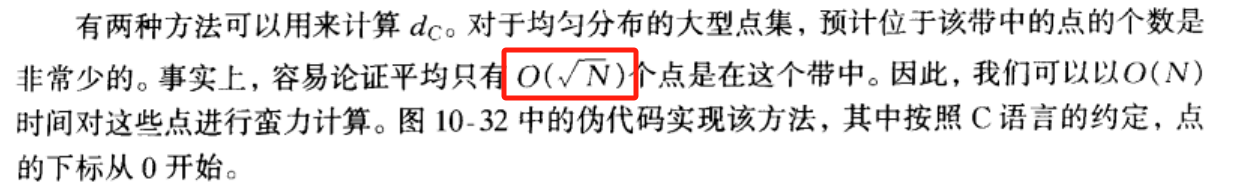 有两种方法可以用来计算 d_C。对于均匀分布的大型点集，预计位于该带中的点的个数是
非常少的。事实上，容易论证平均只有 O(√N)个点是在这个带中。因此，我们可以以O(N)
时间对这些点进行蛮力计算。图 10-32 中的伪代码实现该方法，其中按照 C 语言的约定，点
的下标从 0 开始。